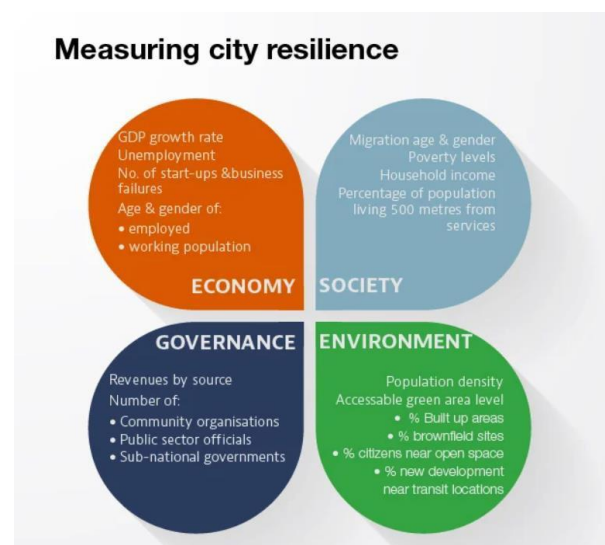 Measuring city resilience
GDP growth rate
Unemployment
No. of start-ups &business
failures
Age & gender of:
• employed
• working population
ECONOMY
Migration age & gender
Poverty levels
Household income
Percentage of population
living 500 metres from
services
SOCIETY
GOVERNANCE
Revenues by source
Number of:
• Community organisations
• Public sector officials
• Sub-national governments
ENVIRONMENT
Population density
Accessable green area level
• % Built up areas
• % brownfield sites
• % citizens near open space
• % new development
near transit locations